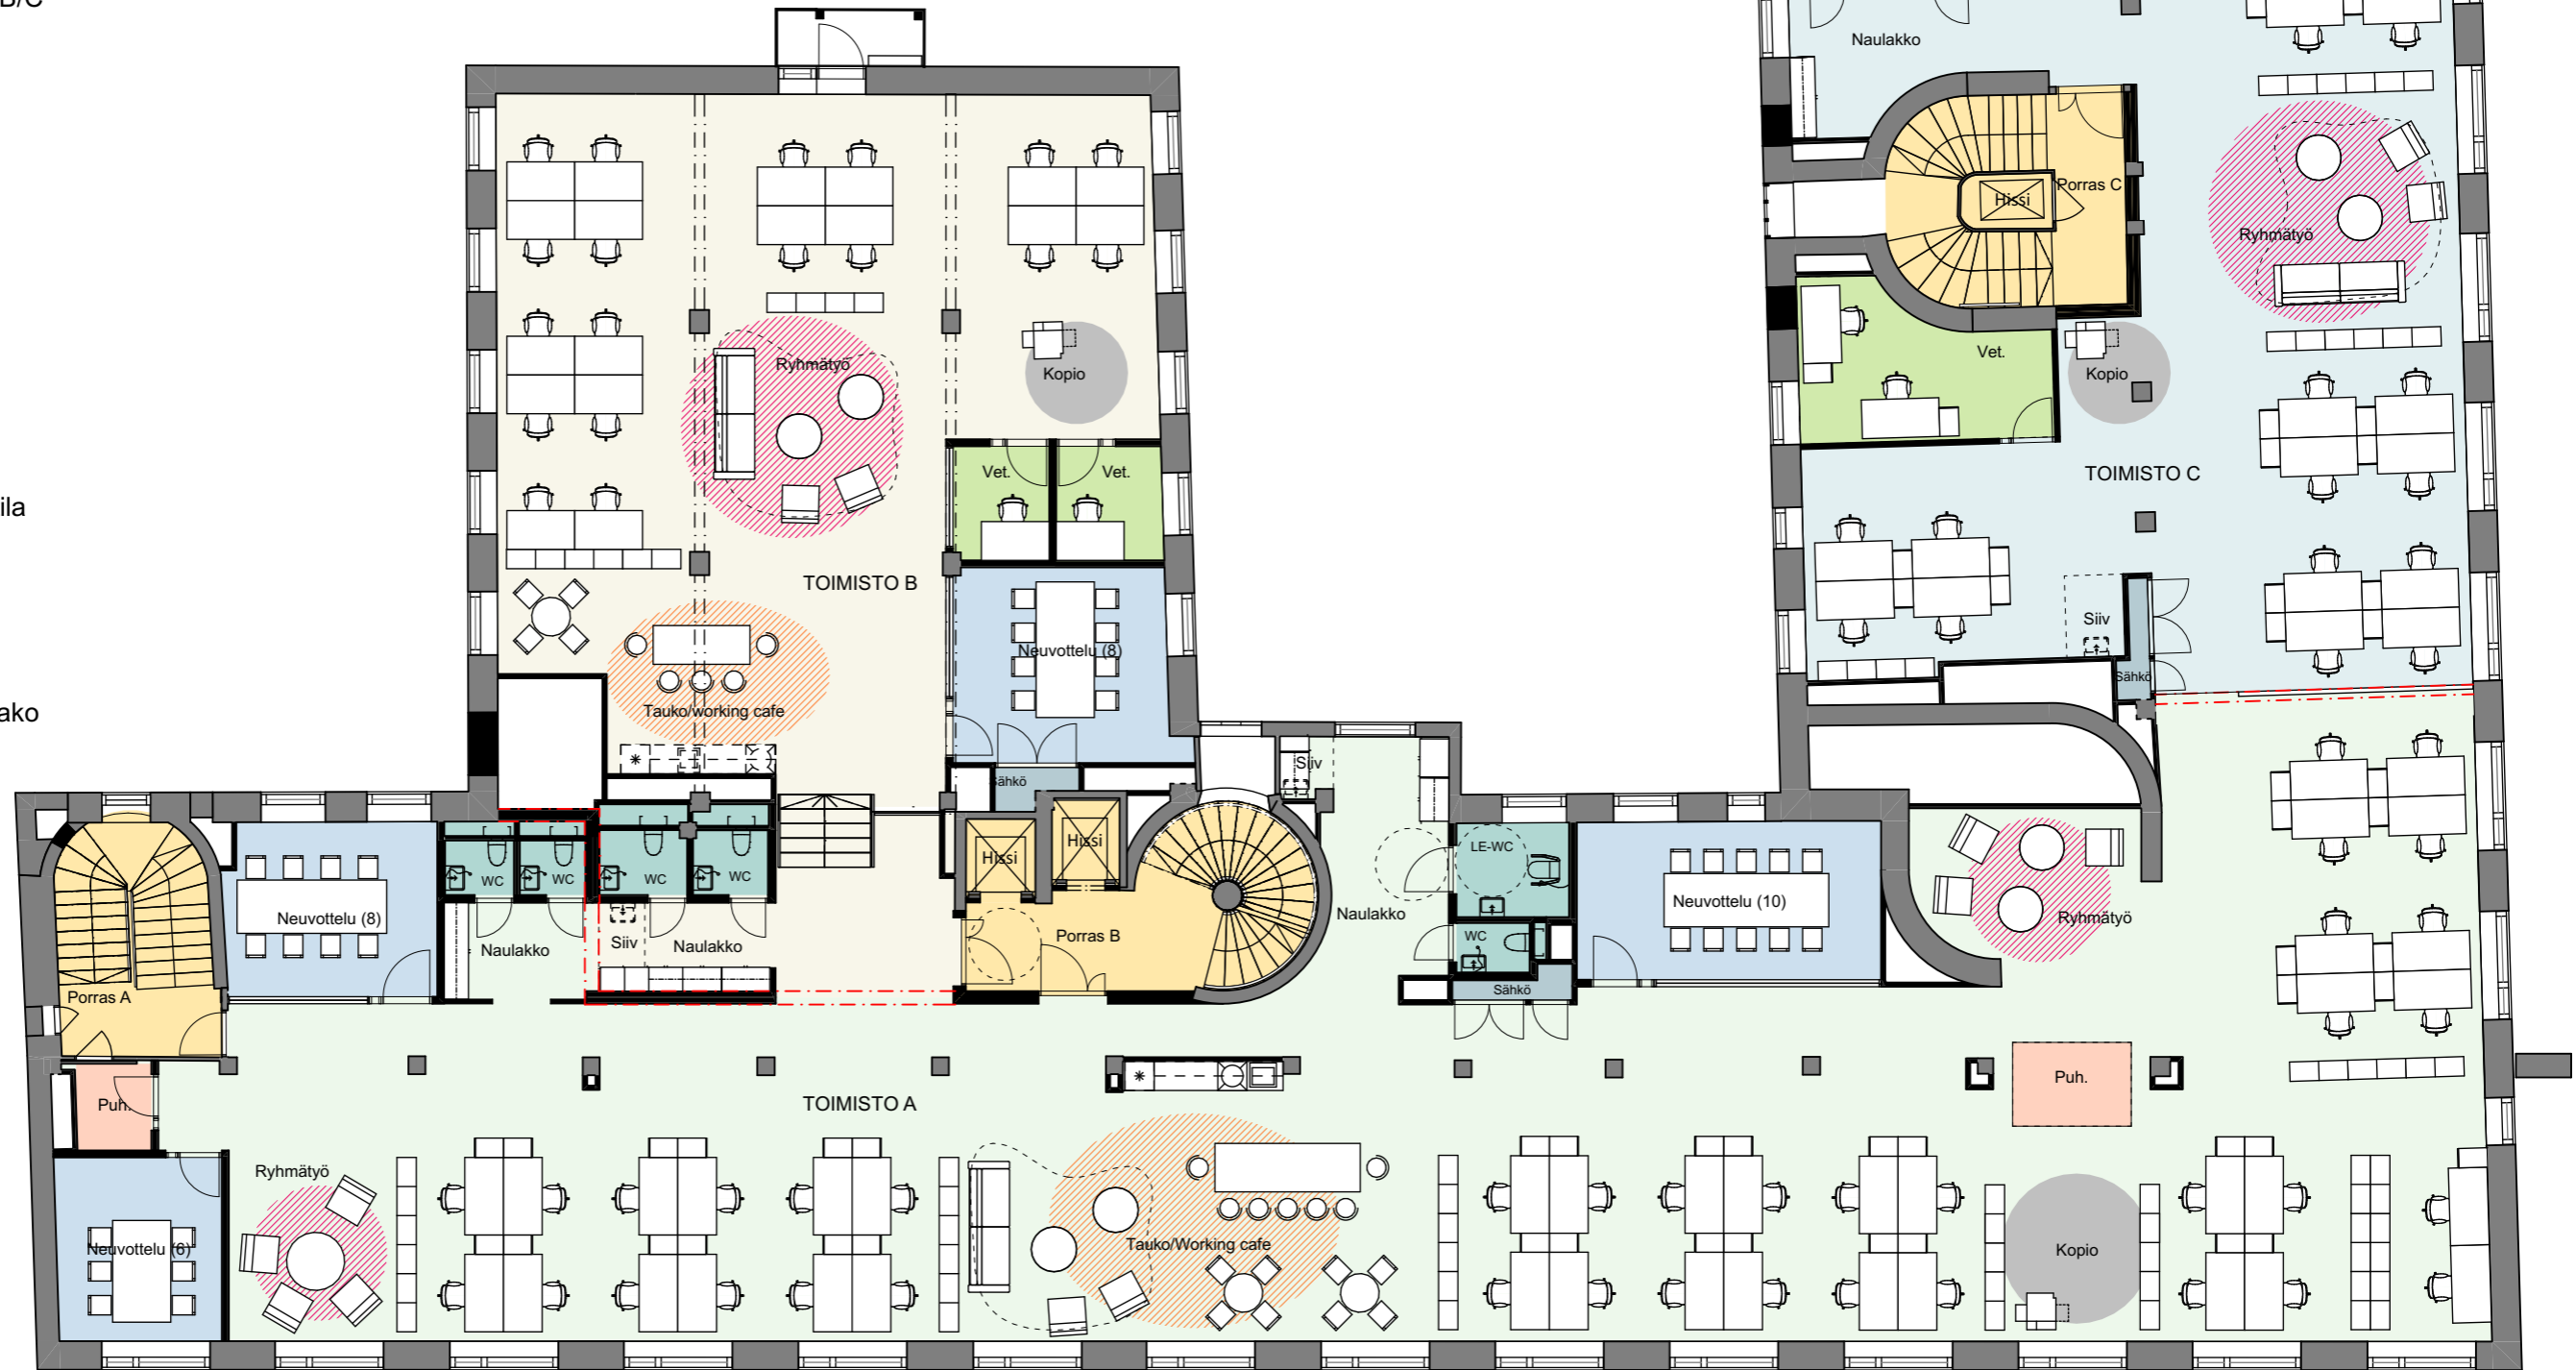 B/C
Naulakko
Porras C
Hissi
Ryhmätyö
Ryhmätyö
Vet.
Kopio
Kopio
Vet.
Vet.
TOIMISTO C
ila
TOIMISTO B
Siiv
Neuvottelu (8)
Sähkö
ako
Tauko/working cafe
Siiv
Sähkö
Hissi
Hissi
LE-WC
WC
WC
WC
WC
Neuvottelu (10)
Naulakko
Neuvottelu (8)
Ryhmätyö
WC
Porras B
Siiv
Naulakko
Naulakko
Sähkö
Porras A
Puh.
Puh.
TOIMISTO A
Ryhmätyö
Tauko/Working cafe
Neuvottelu (6)
Kopio